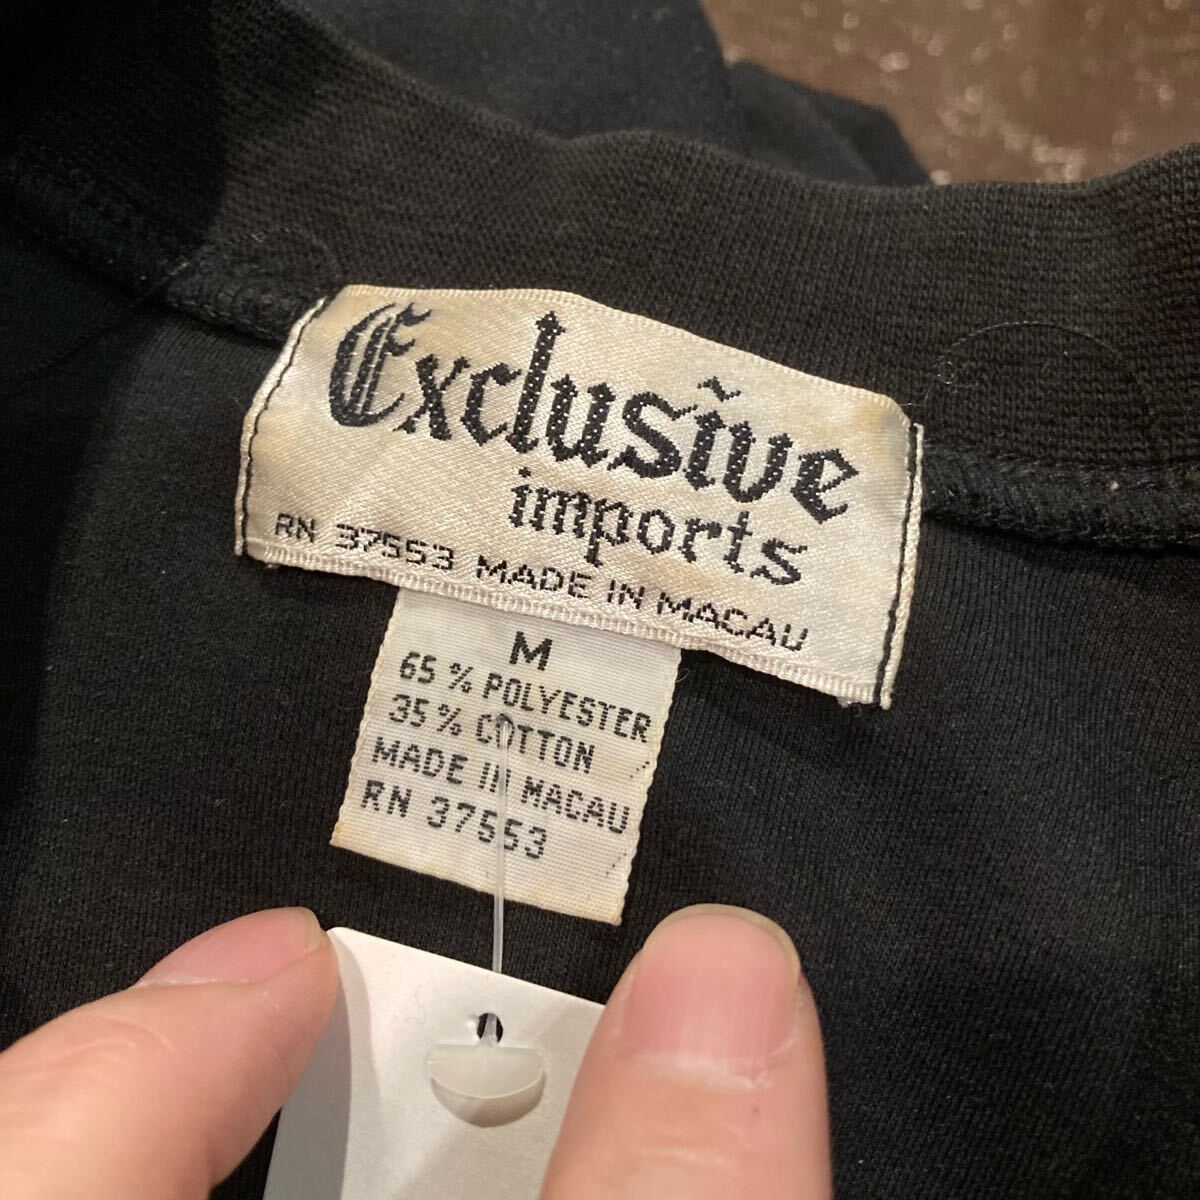 Exclusive
imports
RN 37553 MADE IN MACAU
M
65 % POLYESTER
35 % COTTON
MADE IN MACAU
RN 37553